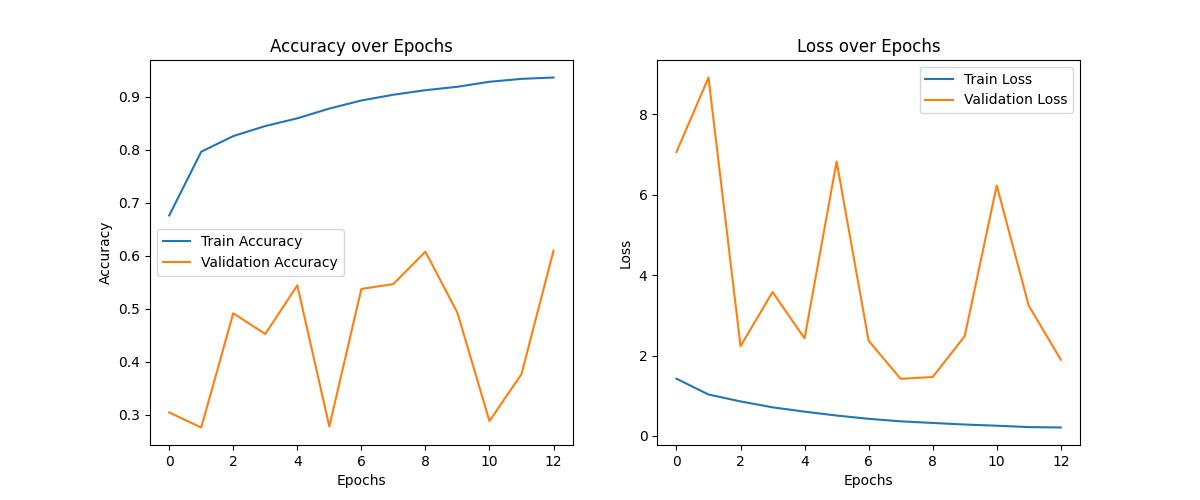 Accuracy over Epochs
0.9
0.8
0.7
0.6
0.5
0.4
0.3
Accuracy
Train Accuracy
Validation Accuracy
0 2 4 6 8 10 12
Epochs
Loss over Epochs
8
6
4
2
0
Loss
Train Loss
Validation Loss
0 2 4 6 8 10 12
Epochs